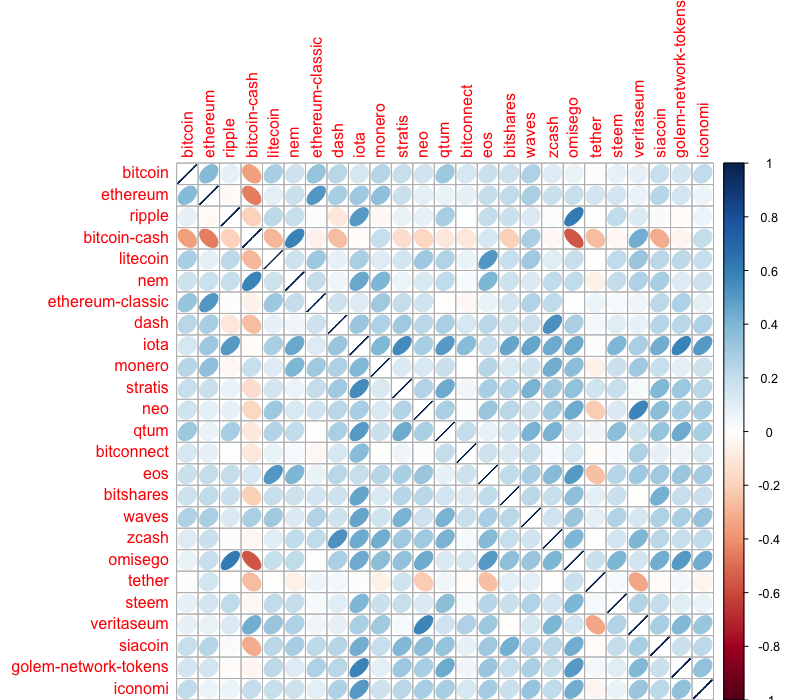 bitcoin
ethereum
ripple
bitcoin-cash
litecoin
nem
ethereum-classic
dash
iota
monero
stratis
neo
qtum
bitconnect
eos
bitshares
waves
zcash
omisego
tether
steem
veritaseum
siacoin
golem-network-tokens
iconomi
bitcoin
ethereum
ripple
bitcoin-cash
litecoin
nem
ethereum-classic
dash
iota
monero
stratis
neo
qtum
bitconnect
eos
bitshares
waves
zcash
omisego
tether
steem
veritaseum
siacoin
golem-network-tokens
iconomi
1
0.8
0.6
0.4
0.2
0
-0.2
-0.4
-0.6
-0.8
-1